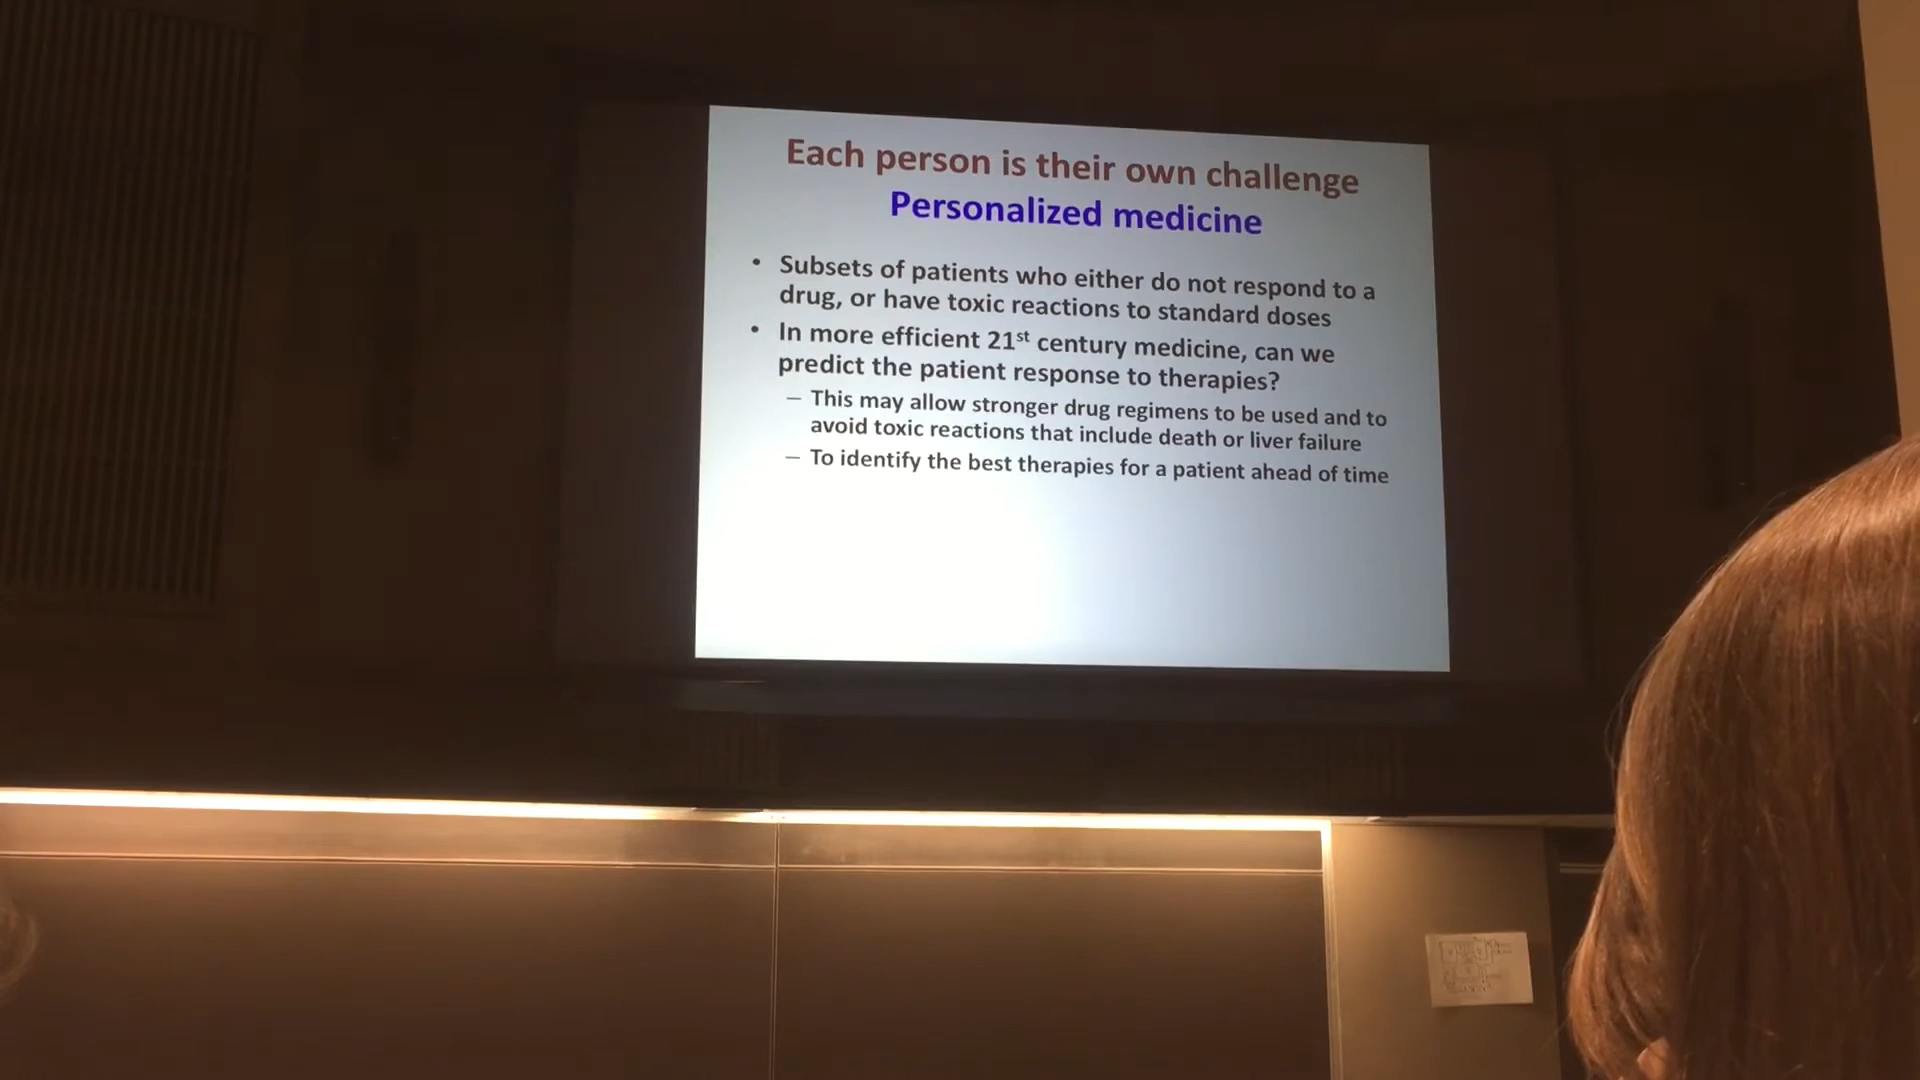 Each person is their own challenge
Personalized medicine
• Subsets of patients who either do not respond to a
drug, or have toxic reactions to standard doses
• In more efficient 21st century medicine, can we
predict the patient response to therapies?
– This may allow stronger drug regimens to be used and to
avoid toxic reactions that include death or liver failure
– To identify the best therapies for a patient ahead of time